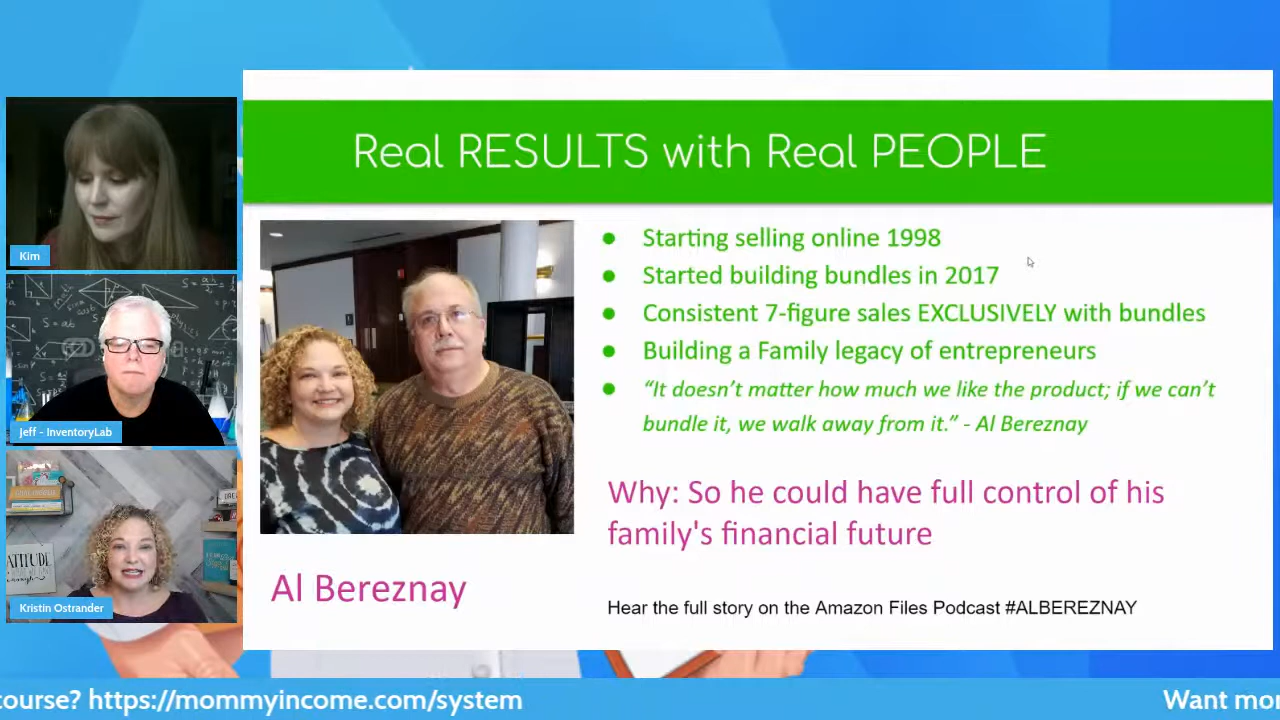 Real RESULTS with Real PEOPLE
Kim
Jeff - InventoryLab
Kristin Ostrander
Starting selling online 1998
Started building bundles in 2017
Consistent 7-figure sales EXCLUSIVELY with bundles
Building a Family legacy of entrepreneurs
“It doesn’t matter how much we like the product; if we can’t
bundle it, we walk away from it.” - Al Bereznay
Why: So he could have full control of his
family's financial future
Al Bereznay
Hear the full story on the Amazon Files Podcast #ALBEREZNAY
course? https://mommyincome.com/system
Want mor